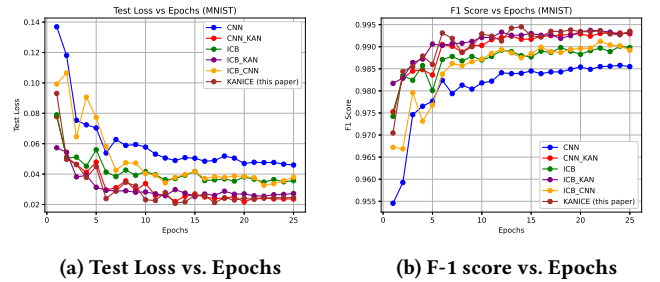 Test Loss vs Epochs (MNIST)
0.14
0.12
0.10
0.08
0.06
0.04
0.02
Test Loss
0
5
10
15
20
25
Epochs
CNN
CNN_KAN
ICB
ICB_KAN
ICB_CNN
KANICE (this paper)
(a) Test Loss vs. Epochs
F1 Score vs Epochs (MNIST)
0.995
0.990
0.985
0.980
0.975
0.970
0.965
0.960
0.955
F1 Score
0
5
10
15
20
25
Epochs
CNN
CNN_KAN
ICB
ICB_KAN
ICB_CNN
KANICE (this paper)
(b) F-1 score vs. Epochs